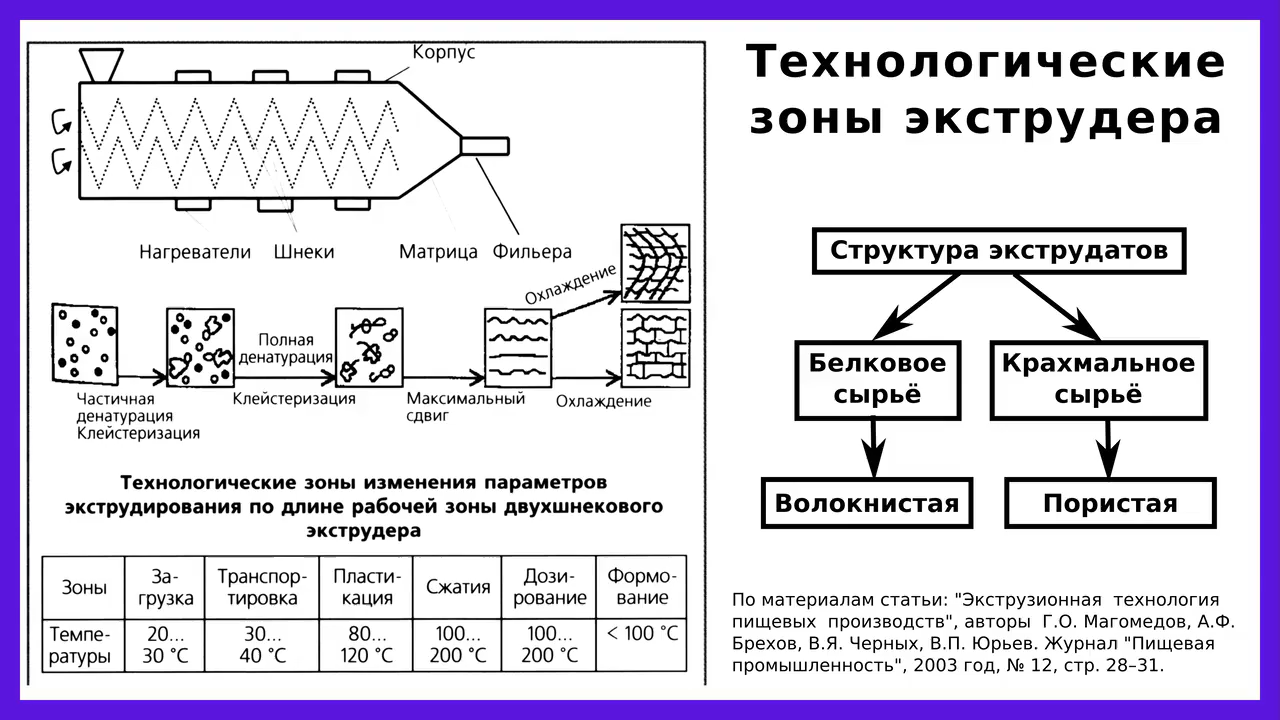 Технологические
зоны экструдера
Корпус
Нагреватели
Шнеки
Матрица
Фильера
Охлаждение
Полная
денатурация
Частичная
денатурация
Клейстеризация
Клейстеризация
Максимальный
сдвиг
Охлаждение
Технологические зоны изменения параметров
экструдирования по длине рабочей зоны двухшнекового
экструдера
Зоны
За-
грузка
Транспор-
тировка
Пласти-
кация
Сжатия
Дози-
рование
Формо-
вание
Темпе-
ратуры
20...
30 °С
30...
40 °С
80...
120 °С
100...
200 °С
100...
200 °С
< 100 °С
Структура экструдатов
Белковое
сырьё
Крахмальное
сырьё
Волокнистая
Пористая
По материалам статьи: "Экструзионная технология
пищевых производств", авторы Г.О. Магомедов, А.Ф.
Брехов, В.Я. Черных, В.П. Юрьев. Журнал "Пищевая
промышленность", 2003 год, № 12, стр. 28–31.